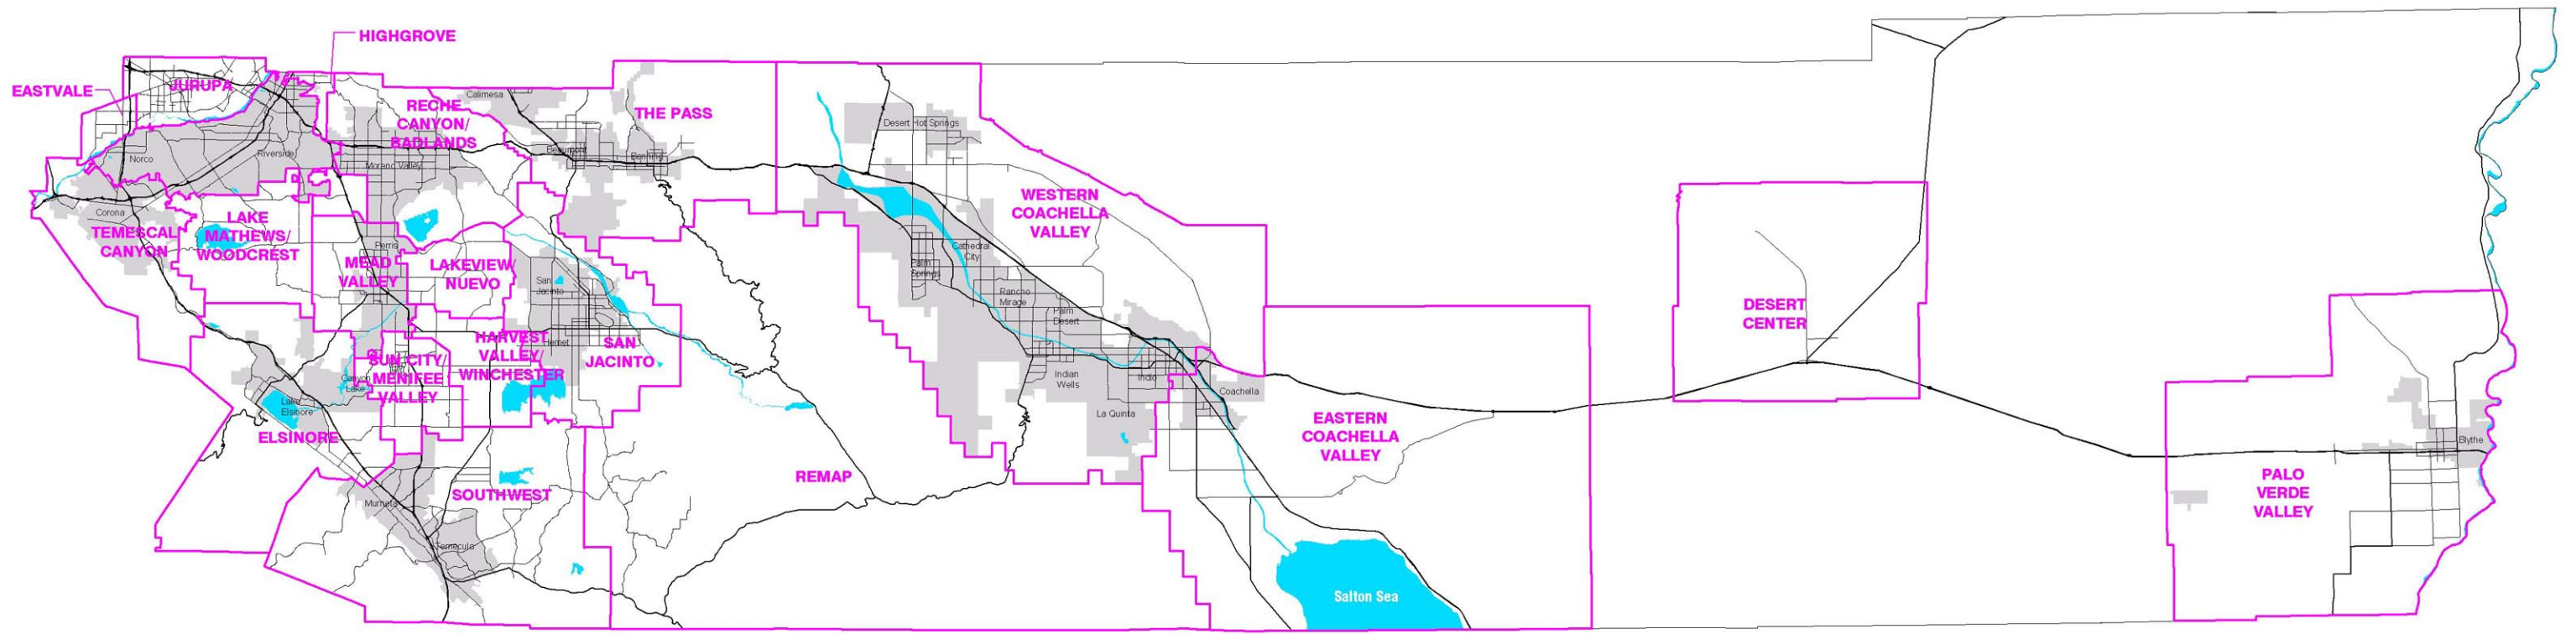 HIGHGROVE
EASTVALE
JURUPA
RECHE
CANYON/
BADLANDS
Calimesa
THE PASS
Desert Hot Springs
Norco
Riverside
Moreno Valley
Beaumont
Banning
Corona
TEMESCAL
CANYON
LAKE
MATHEWS/
WOODCREST
Perris
MEAD
VALLEY
LAKEVIEW/
NUEVO
San
Jacinto
WESTERN
COACHELLA
VALLEY
Cathedral
City
Palm
Springs
Rancho
Mirage
Palm
Desert
DESERT
CENTER
HARVEST
VALLEY/
WINCHESTER
Hemet
SAN
JACINTO
SUN CITY/
MENIFEE
VALLEY
Canyon
Lake
Lake
Elsinore
ELSINORE
Indian
Wells
Indio
Coachella
La Quinta
EASTERN
COACHELLA
VALLEY
Blythe
PALO
VERDE
VALLEY
REMAP
SOUTHWEST
Murrieta
Temecula
Salton Sea